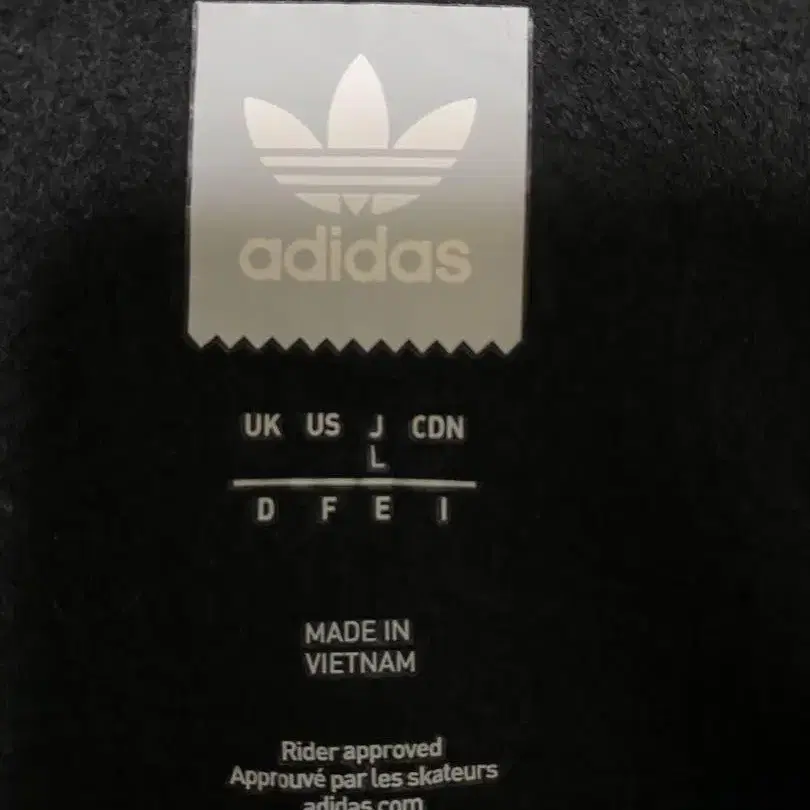 adidas
UK US J CDN
L
D F E I
MADE IN
VIETNAM
Rider approved
Approuvé par les skateurs
adidas.com